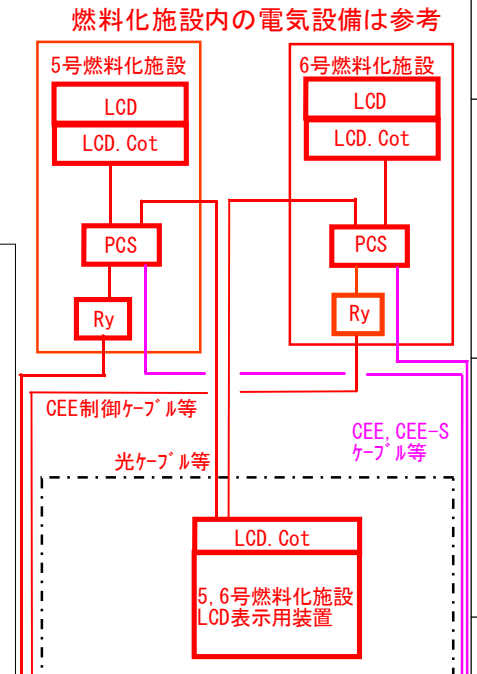 燃料化施設内の電気設備は参考
5号燃料化施設
LCD
LCD.Cot
PCS
Ry
6号燃料化施設
LCD
LCD.Cot
PCS
Ry
CEE制御ｹｰﾌﾞﾙ等
光ｹｰﾌﾞﾙ等
CEE,CEE-S
ｹｰﾌﾞﾙ等
LCD.Cot
5,6号燃料化施設
LCD表示用装置